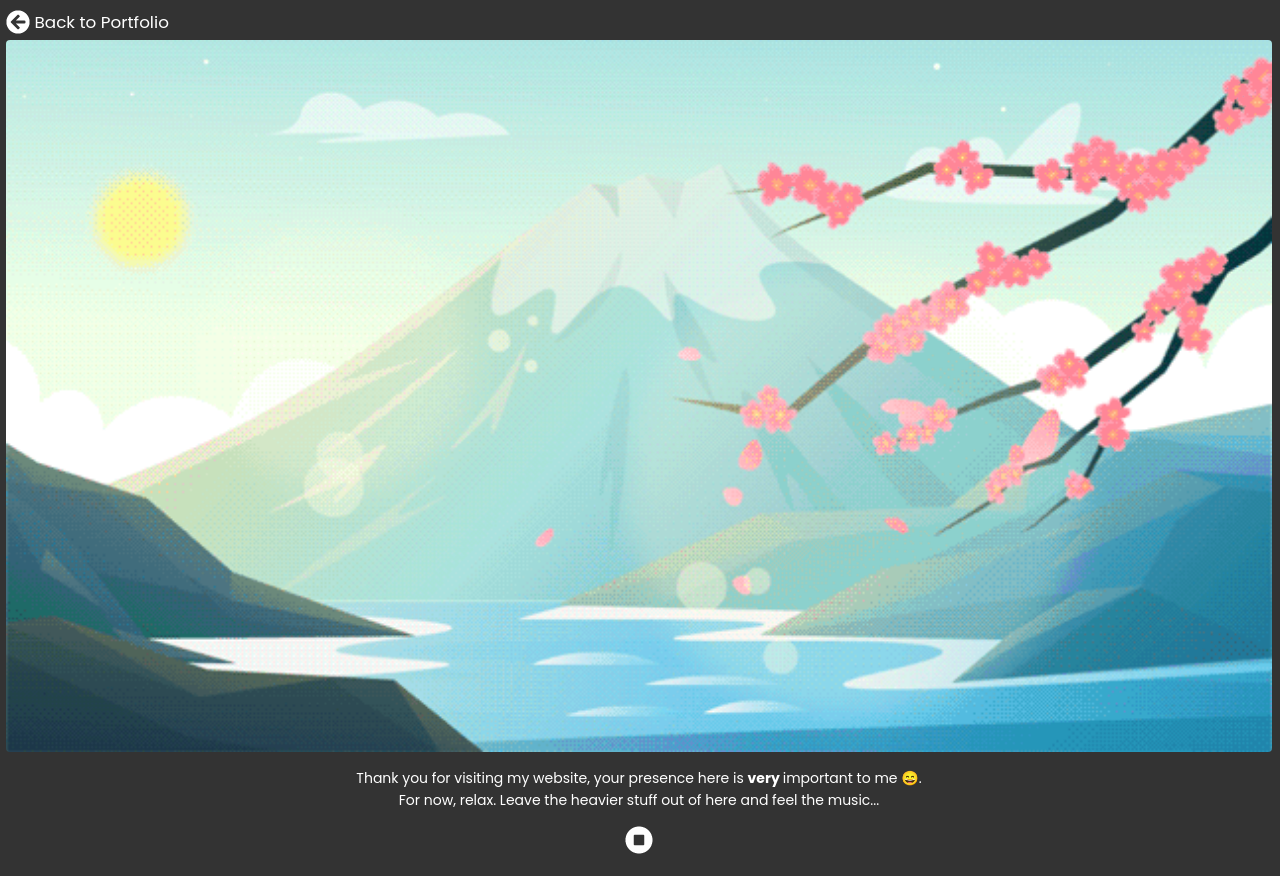 Back to Portfolio
Thank you for visiting my website, your presence here is very important to me 😄.
For now, relax. Leave the heavier stuff out of here and feel the music...